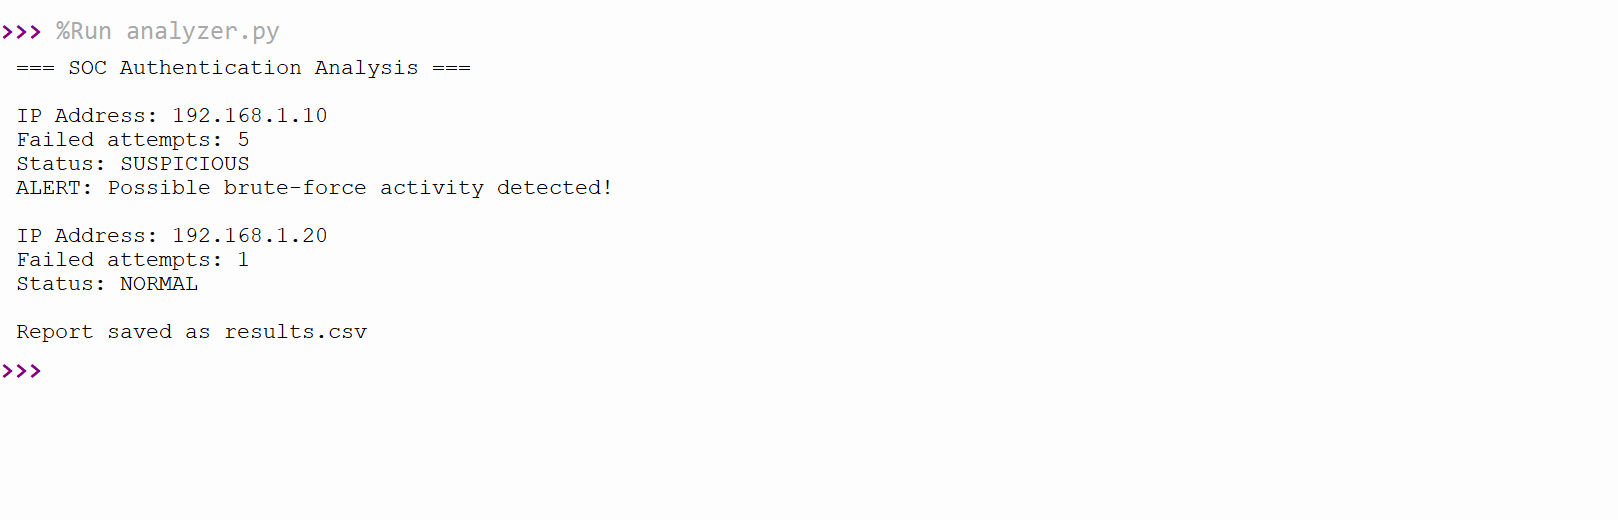 >>> %Run analyzer.py
=== SOC Authentication Analysis ===
IP Address: 192.168.1.10
Failed attempts: 5
Status: SUSPICIOUS
ALERT: Possible brute-force activity detected!
IP Address: 192.168.1.20
Failed attempts: 1
Status: NORMAL
Report saved as results.csv
>>>